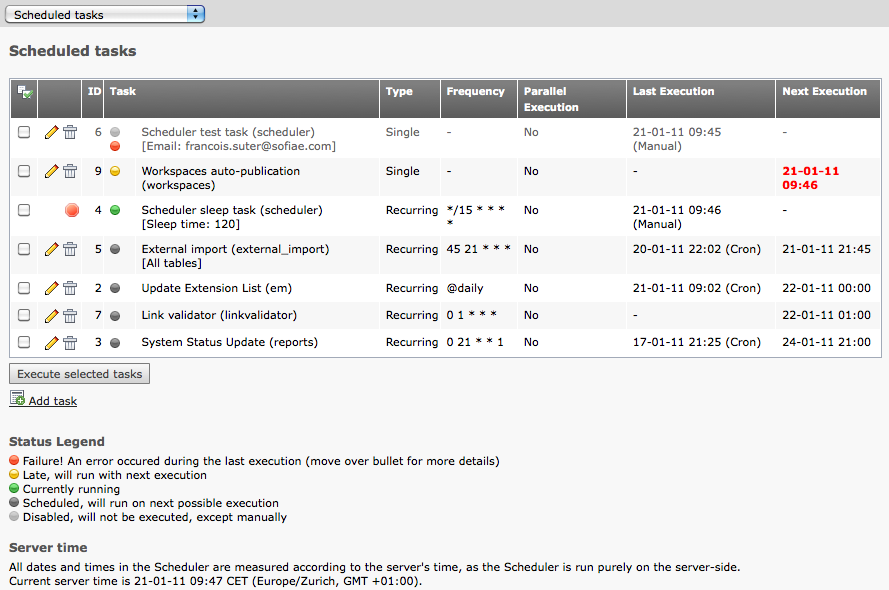 Scheduled tasks
Scheduled tasks
ID Task Type Frequency Parallel Execution Last Execution Next Execution
6 Scheduler test task (scheduler) Single - No 21-01-11 09:45 -
[Email: francois.suter@sofiae.com] (Manual)
9 Workspaces auto-publication Single - No - 21-01-11
(workspaces) 09:46
4 Scheduler sleep task (scheduler) Recurring */15 * * * No 21-01-11 09:46 -
[Sleep time: 120] * (Manual)
5 External import (external_import) Recurring 45 21 * * * No 20-01-11 22:02 (Cron) 21-01-11 21:45
[All tables]
2 Update Extension List (em) Recurring @daily No 21-01-11 09:02 (Cron) 22-01-11 00:00
7 Link validator (linkvalidator) Recurring 0 1 * * * No - 22-01-11 01:00
3 System Status Update (reports) Recurring 0 21 * * 1 No 17-01-11 21:25 (Cron) 24-01-11 21:00
Execute selected tasks
Add task
Status Legend
Failure! An error occured during the last execution (move over bullet for more details)
Late, will run with next execution
Currently running
Scheduled, will run on next possible execution
Disabled, will not be executed, except manually
Server time
All dates and times in the Scheduler are measured according to the server's time, as the Scheduler is run purely on the server-side.
Current server time is 21-01-11 09:47 CET (Europe/Zurich, GMT +01:00).